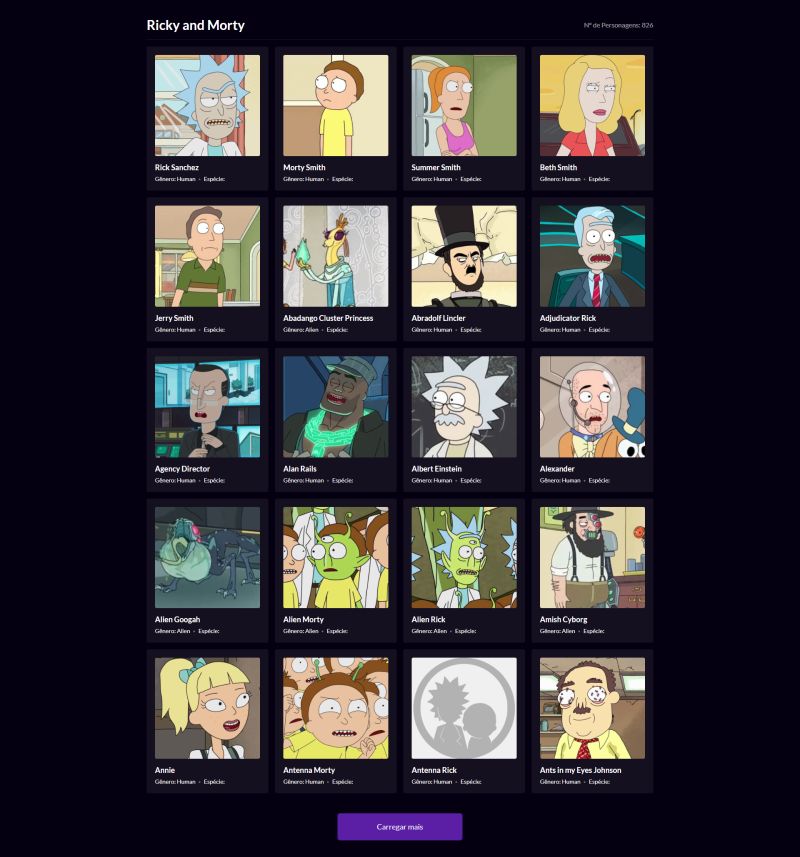 Ricky and Morty
Nº de Personagens: 826
Rick Sanchez
Gênero: Human • Espécie:
Morty Smith
Gênero: Human • Espécie:
Summer Smith
Gênero: Human • Espécie:
Beth Smith
Gênero: Human • Espécie:
Jerry Smith
Gênero: Human • Espécie:
Abadango Cluster Princess
Gênero: Alien • Espécie:
Abradolf Lincler
Gênero: Human • Espécie:
Adjudicator Rick
Gênero: Human • Espécie:
Agency Director
Gênero: Human • Espécie:
Alan Rails
Gênero: Human • Espécie:
Albert Einstein
Gênero: Human • Espécie:
Alexander
Gênero: Human • Espécie:
Alien Googah
Gênero: Alien • Espécie:
Alien Morty
Gênero: Alien • Espécie:
Alien Rick
Gênero: Alien • Espécie:
Amish Cyborg
Gênero: Alien • Espécie:
Annie
Gênero: Human • Espécie:
Antenna Morty
Gênero: Human • Espécie:
Antenna Rick
Gênero: Human • Espécie:
Ants in my Eyes Johnson
Gênero: Human • Espécie:
Carregar mais